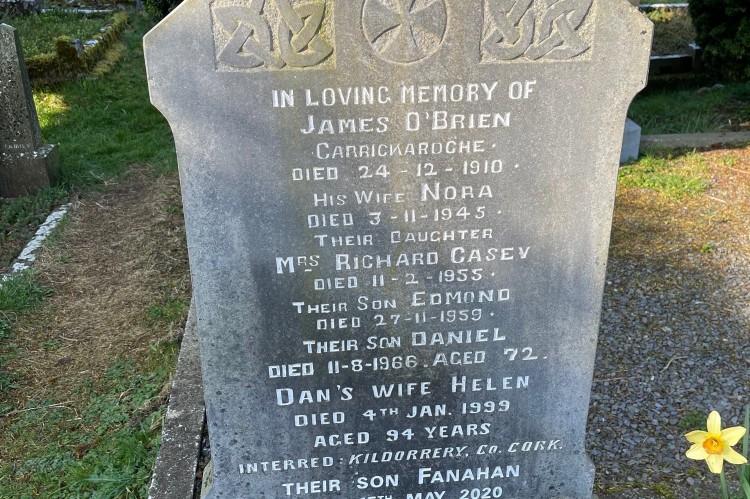 IN LOVING MEMORY OF
JAMES O'BRIEN
CARRICKAROGHE·
DIED 24-12-1910·
HIS WIFE NORA
DIED 3-11-1945·
THEIR DAUGHTER
MRS RICHARD CASEY
DIED 11-2-1955·
THEIR SON EDMOND
DIED 27-11-1959·
THEIR SON DANIEL
DIED 11-8-1966. AGED 72.
DAN'S WIFE HELEN
DIED 4TH JAN. 1999
AGED 94 YEARS
INTERRED: KILDORRERY, CO. CORK.
THEIR SON FANAHAN
MAY 2020